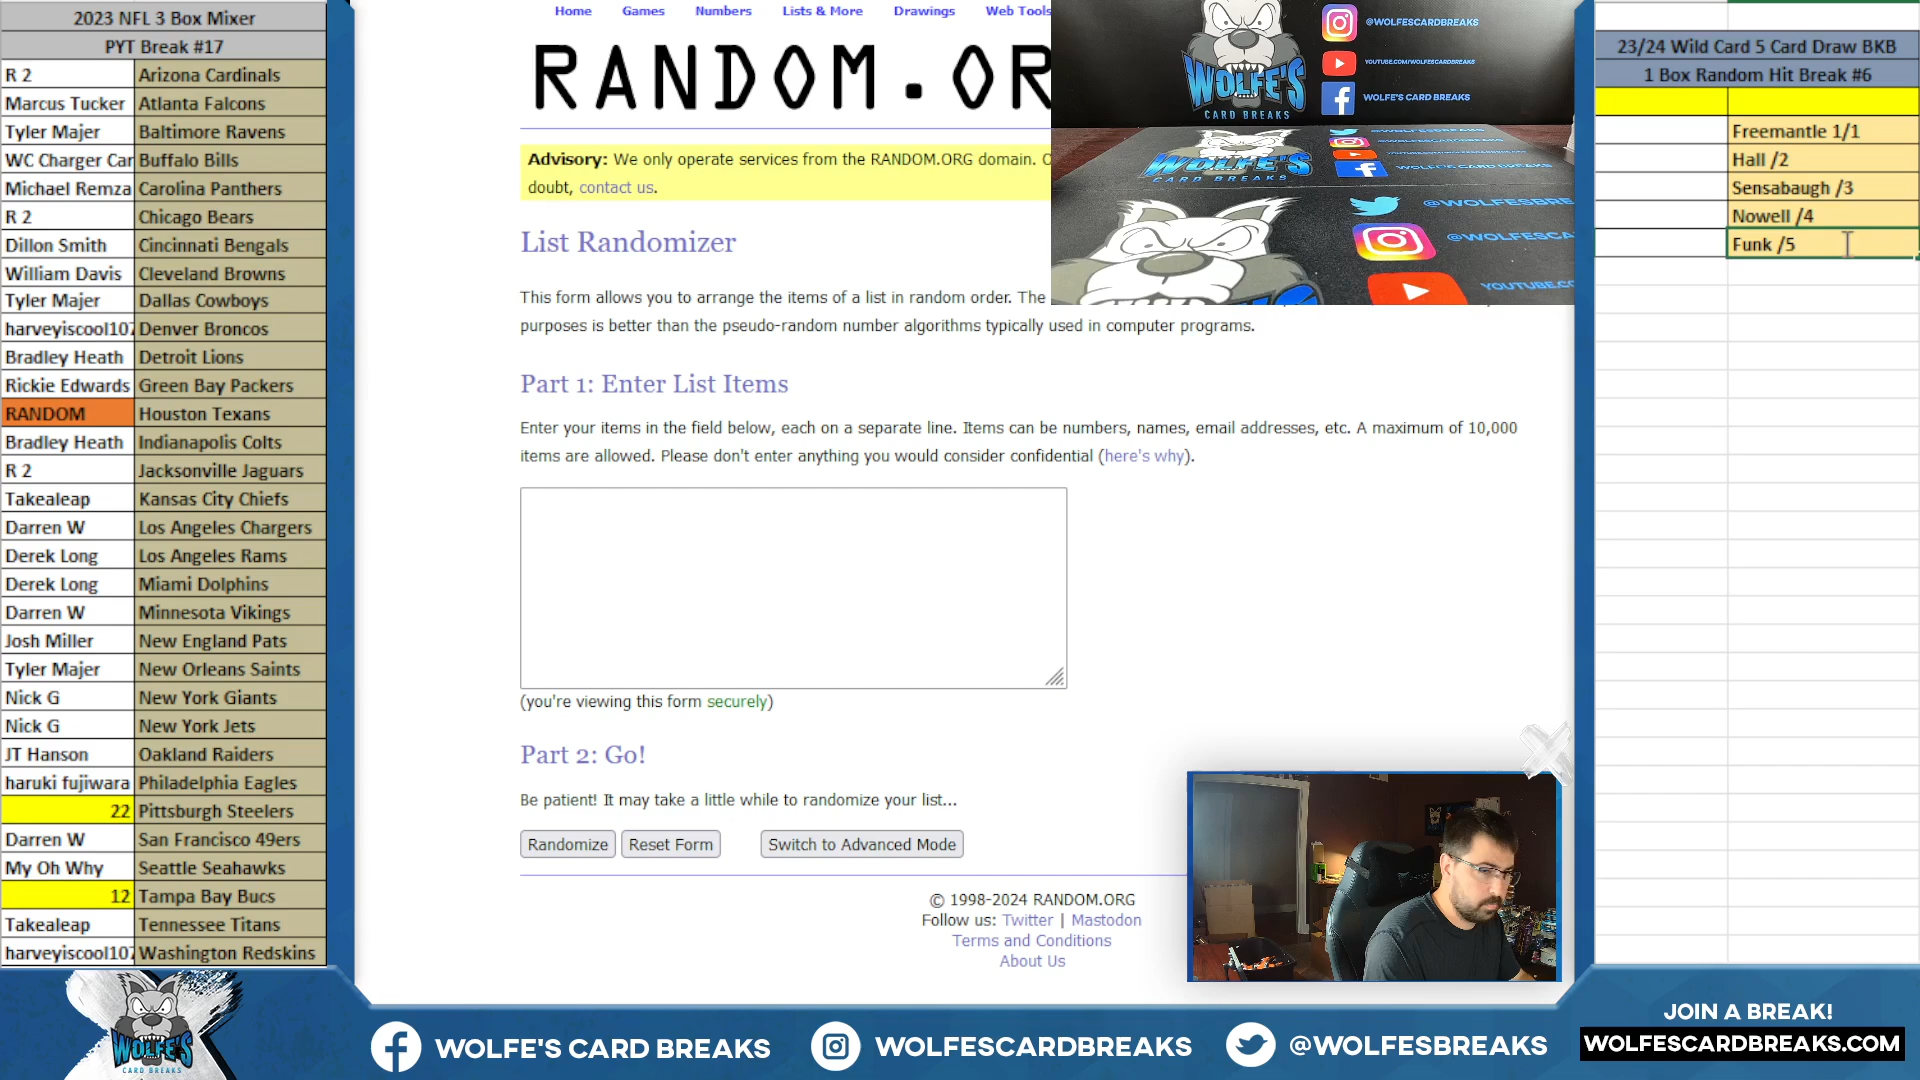 2023 NFL 3 Box Mixer
PYT Break #17
R 2 Arizona Cardinals
Marcus Tucker Atlanta Falcons
Tyler Majer Baltimore Ravens
WC Charger Car Buffalo Bills
Michael Remza Carolina Panthers
R 2 Chicago Bears
Dillon Smith Cincinnati Bengals
William Davis Cleveland Browns
Tyler Majer Dallas Cowboys
harveyiscool107 Denver Broncos
Bradley Heath Detroit Lions
Rickie Edwards Green Bay Packers
RANDOM Houston Texans
Bradley Heath Indianapolis Colts
R 2 Jacksonville Jaguars
Takealeap Kansas City Chiefs
Darren W Los Angeles Chargers
Derek Long Los Angeles Rams
Derek Long Miami Dolphins
Darren W Minnesota Vikings
Josh Miller New England Pats
Tyler Majer New Orleans Saints
Nick G New York Giants
Nick G New York Jets
JT Hanson Oakland Raiders
haruki fujiwara Philadelphia Eagles
22 Pittsburgh Steelers
Darren W San Francisco 49ers
My Oh Why Seattle Seahawks
12 Tampa Bay Bucs
Takealeap Tennessee Titans
harveyiscool107 Washington Redskins
Home Games Numbers Lists & More Drawings Web Tools
RANDOM.OR
Advisory: We only operate services from the RANDOM.ORG domain.
doubt, contact us.
List Randomizer
This form allows you to arrange the items of a list in random order. The
purposes is better than the pseudo-random number algorithms typically used in computer programs.
Part 1: Enter List Items
Enter your items in the field below, each on a separate line. Items can be numbers, names, email addresses, etc. A maximum of 10,000
items are allowed. Please don't enter anything you would consider confidential (here's why).
(you're viewing this form securely)
Part 2: Go!
Be patient! It may take a little while to randomize your list...
Randomize Reset Form Switch to Advanced Mode
© 1998-2024 RANDOM.ORG
Follow us: Twitter | Mastodon
Terms and Conditions
About Us
WOLFE'S
CARD BREAKS
@WOLFESCARDBREAKS
YOUTUBE.COM/WOLFESCARDBREAKS
WOLFE'S CARD BREAKS
WOLFE'S
CARD BREAKS
@WOLFESBRE
@WOLFESCA
YOUTUBE.CO
23/24 Wild Card 5 Card Draw BKB
1 Box Random Hit Break #6
Freemantle 1/1
Hall /2
Sensabaugh /3
Nowell /4
Funk /5
WOLFE'S
CARD BREAKS
WOLFE'S CARD BREAKS
WOLFESCARDBREAKS
@WOLFESBREAKS
JOIN A BREAK!
WOLFESCARDBREAKS.COM